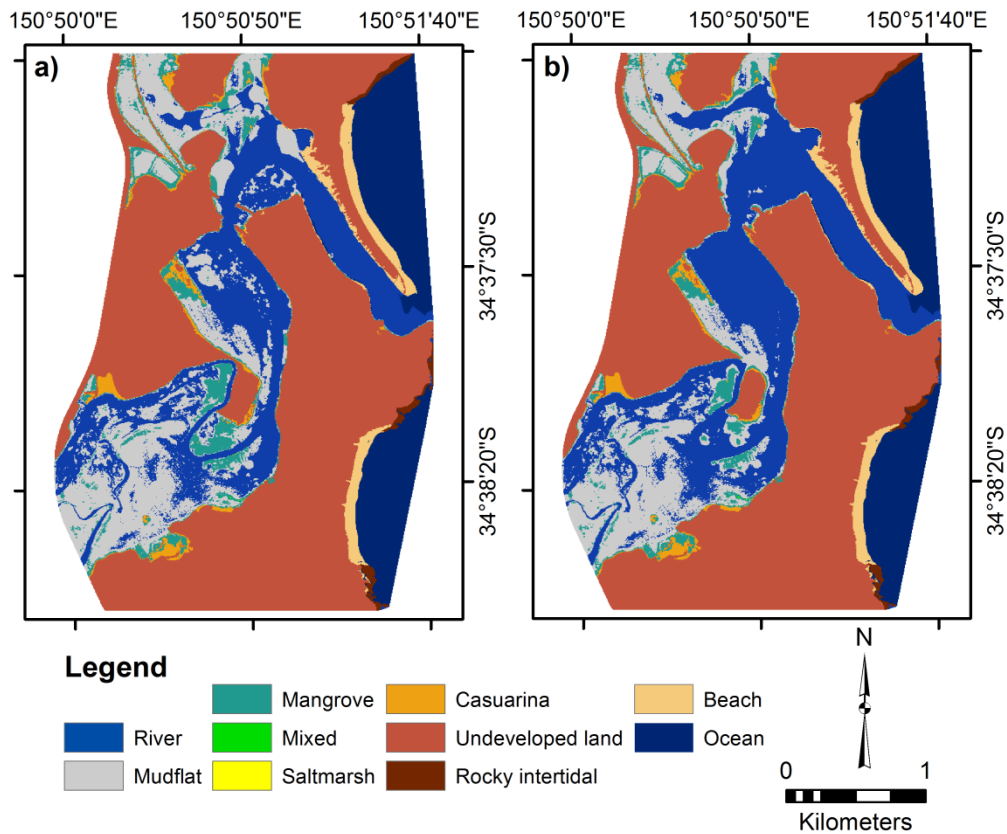 150°50'0"E 150°50'50"E 150°51'40"E 150°50'0"E 150°50'50"E 150°51'40"E
a) b)
34°37'30"S 34°37'30"S
34°38'20"S 34°38'20"S
N
Legend
Mangrove Casuarina Beach
River Mixed Undeveloped land Ocean
Mudflat Saltmarsh Rocky intertidal
0 1
Kilometers